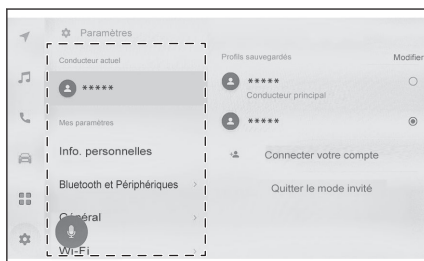 Paramètres
Conducteur actuel
*****
Mes paramètres
Info. personnelles
Bluetooth et Périphériques
Général
Wi-Fi
Profils sauvegardés
Modifier
*****
Conducteur principal
*****
Connecter votre compte
Quitter le mode invité